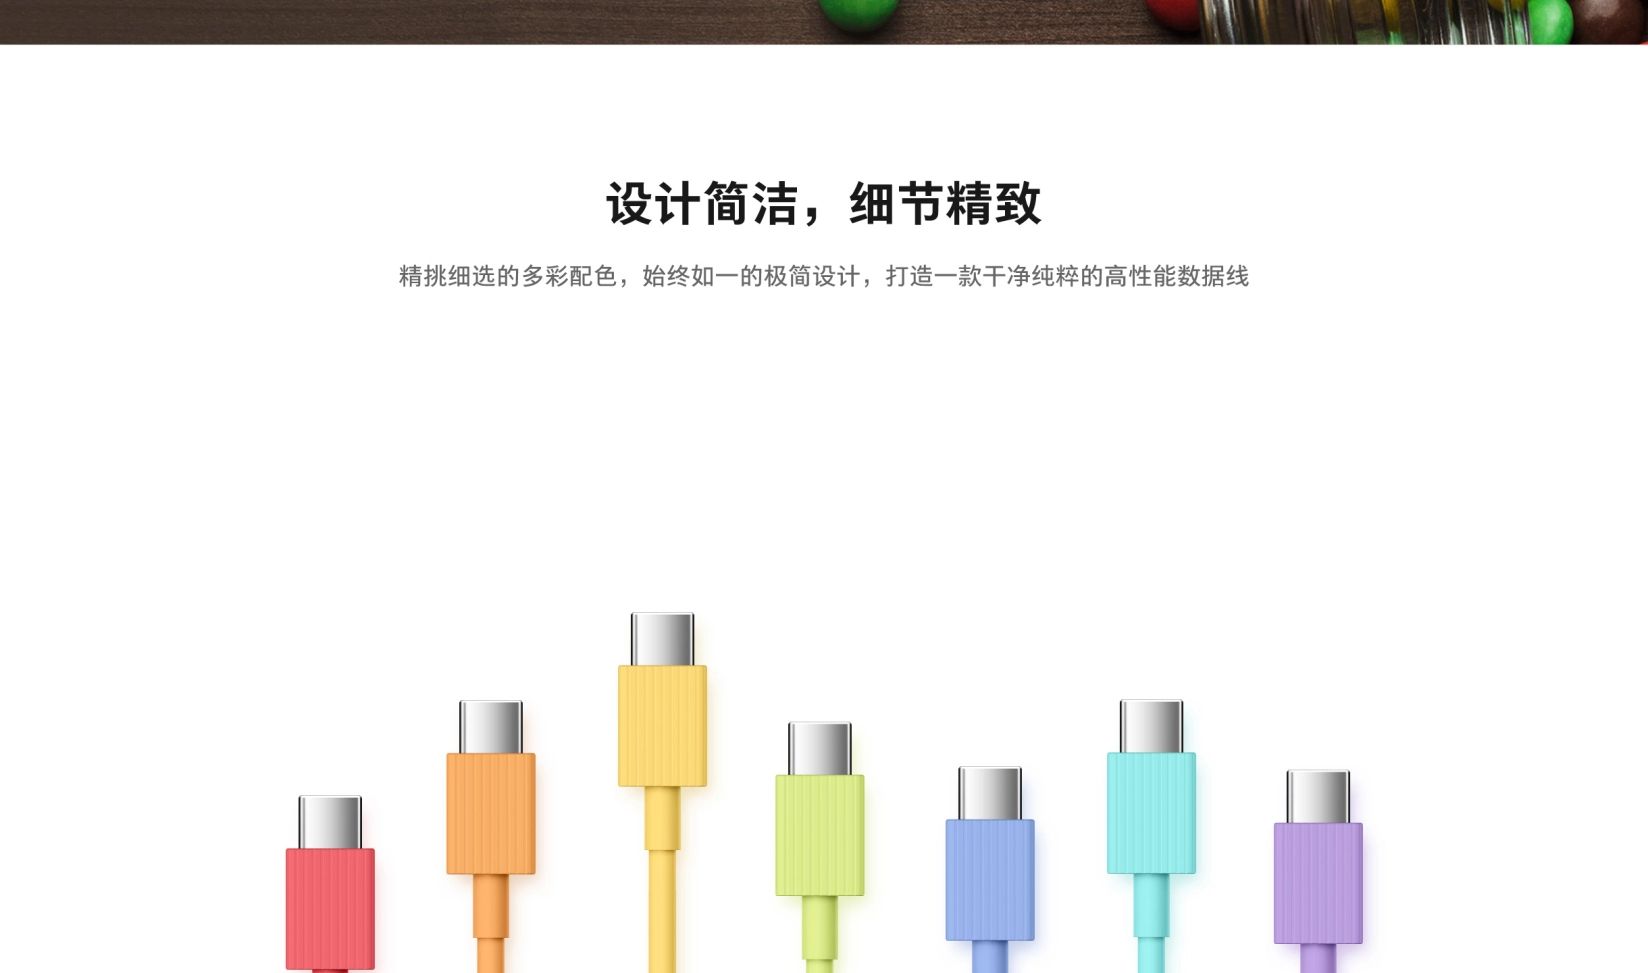 设计简洁，细节精致
精挑细选的多彩配色，始终如一的极简设计，打造一款干净纯粹的高性能数据线